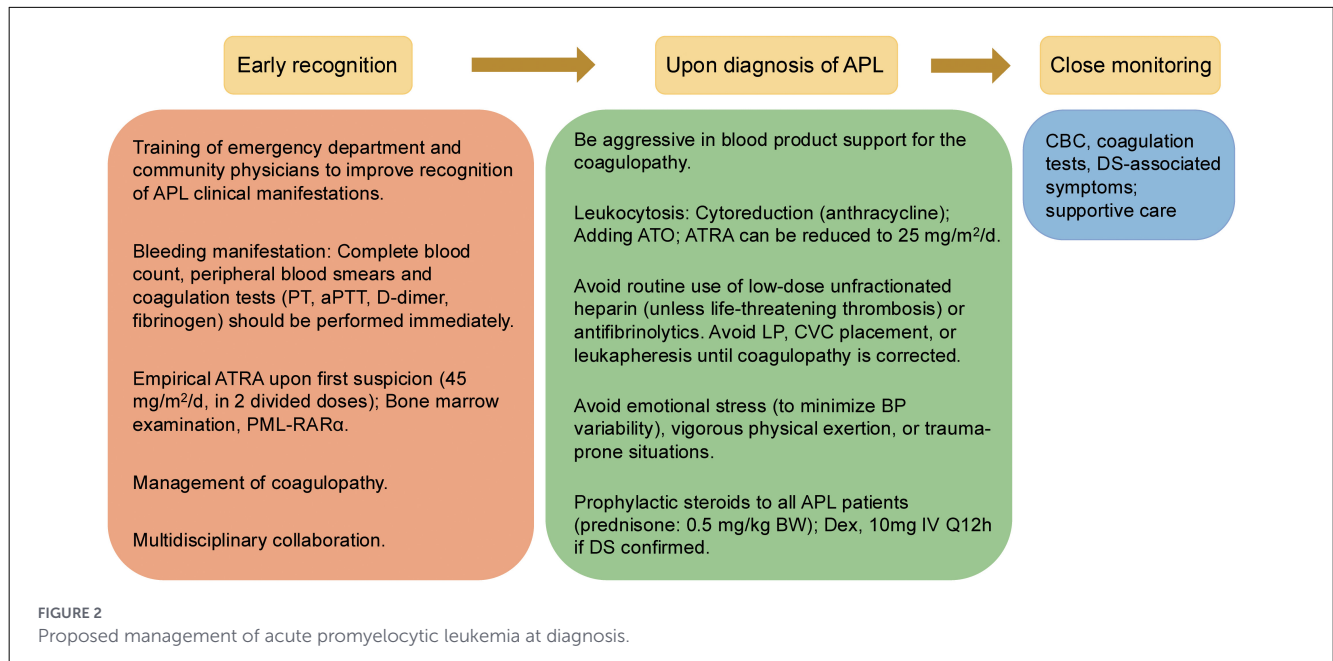 Early recognition
Upon diagnosis of APL
Close monitoring
Training of emergency department and
community physicians to improve recognition
of APL clinical manifestations.
Bleeding manifestation: Complete blood
count, peripheral blood smears and
coagulation tests (PT, aPTT, D-dimer,
fibrinogen) should be performed immediately.
Empirical ATRA upon first suspicion (45
mg/m²/d, in 2 divided doses); Bone marrow
examination, PML-RARα.
Management of coagulopathy.
Multidisciplinary collaboration.
Be aggressive in blood product support for the
coagulopathy.
Leukocytosis: Cytoreduction (anthracycline);
Adding ATO; ATRA can be reduced to 25 mg/m²/d.
Avoid routine use of low-dose unfractionated
heparin (unless life-threatening thrombosis) or
antifibrinolytics. Avoid LP, CVC placement, or
leukapheresis until coagulopathy is corrected.
Avoid emotional stress (to minimize BP
variability), vigorous physical exertion, or trauma-
prone situations.
Prophylactic steroids to all APL patients
(prednisone: 0.5 mg/kg BW); Dex, 10mg IV Q12h
if DS confirmed.
CBC, coagulation
tests, DS-associated
symptoms;
supportive care
FIGURE 2
Proposed management of acute promyelocytic leukemia at diagnosis.